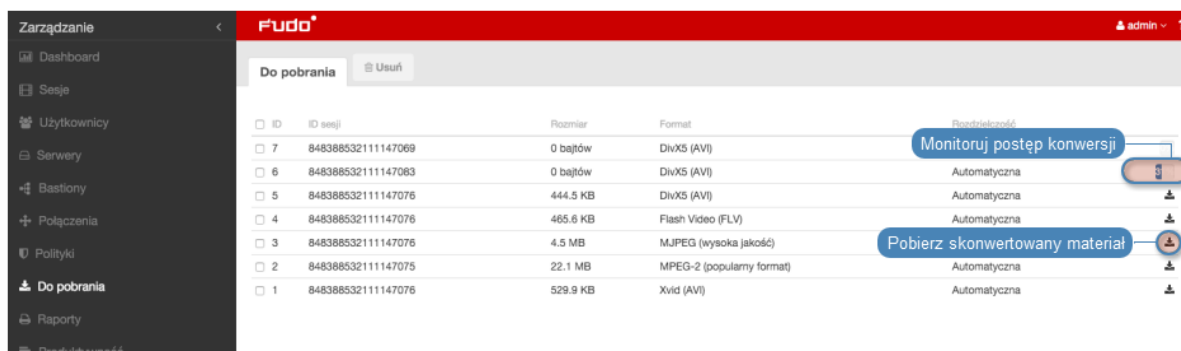 Zarządzanie
FUDO
admin
Dashboard
Do pobrania
Usuń
Sesje
Użytkownicy
ID ID sesji Rozmiar Format Rozdzielczość
7 848388532111147069 0 bajtów DivX5 (AVI)
Monitoruj postęp konwersji
Serwery
6 848388532111147083 0 bajtów DivX5 (AVI) Automatyczna
Bastiony
5 848388532111147076 444.5 KB DivX5 (AVI) Automatyczna
Połączenia
4 848388532111147076 465.6 KB Flash Video (FLV) Automatyczna
3 848388532111147076 4.5 MB MJPEG (wysoka jakość)
Pobierz skonwertowany materiał
Polityki
2 848388532111147075 22.1 MB MPEG-2 (popularny format) Automatyczna
Do pobrania
1 848388532111147076 529.9 KB Xvid (AVI) Automatyczna
Raporty